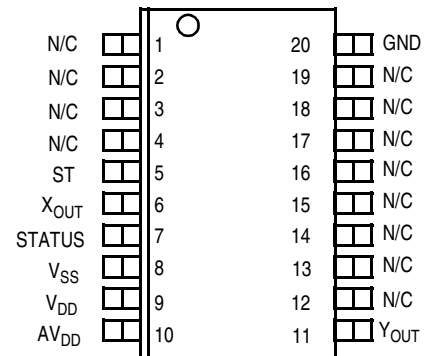 N/C 1 20 GND
N/C 2 19 N/C
N/C 3 18 N/C
N/C 4 17 N/C
ST 5 16 N/C
XOUT 6 15 N/C
STATUS 7 14 N/C
VSS 8 13 N/C
VDD 9 12 N/C
AVDD 10 11 YOUT